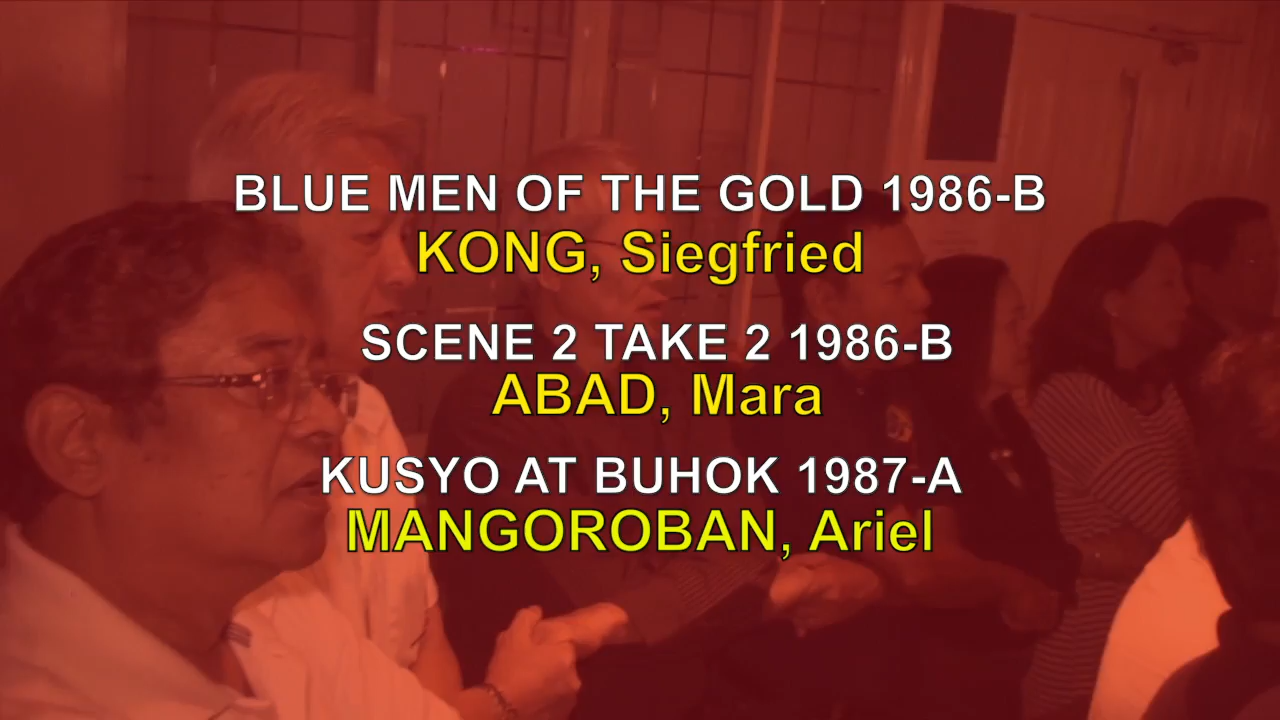 BLUE MEN OF THE GOLD 1986-B
KONG, Siegfried
SCENE 2 TAKE 2 1986-B
ABAD, Mara
KUSYO AT BUHOK 1987-A
MANGOROBAN, Ariel